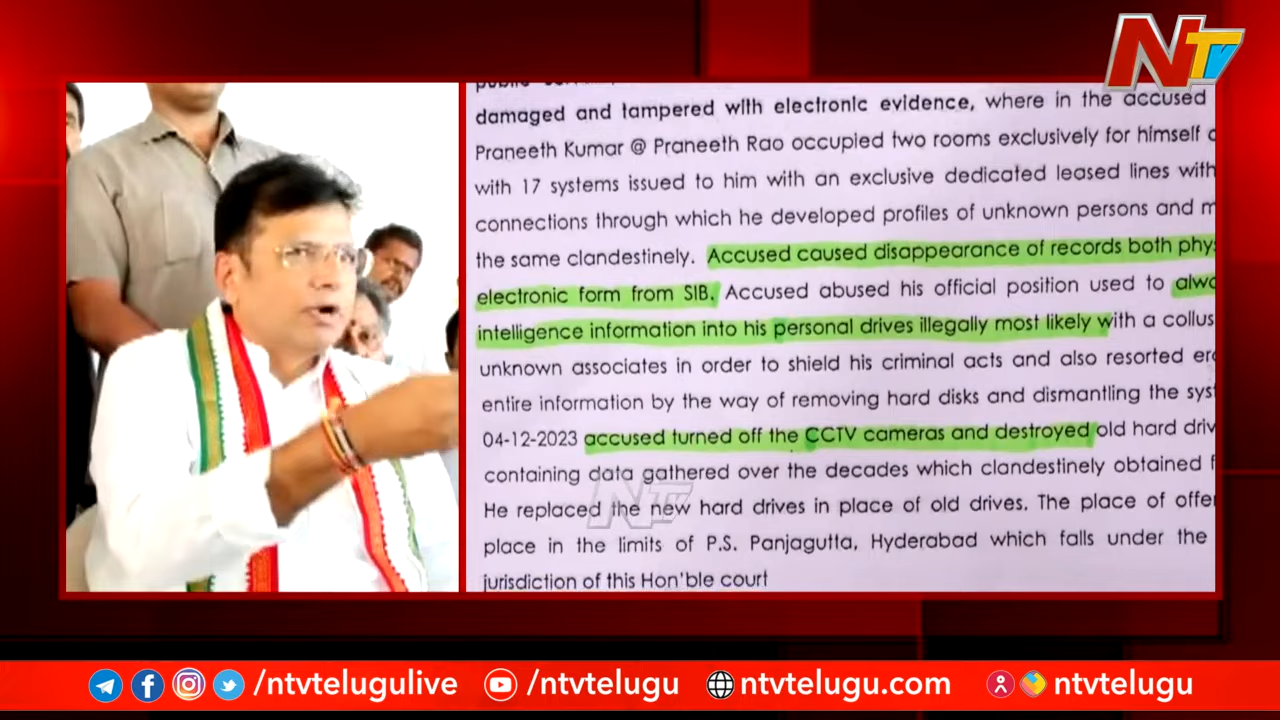 NTV
damaged and tampered with electronic evidence, where in the accused
Praneeth Kumar @ Praneeth Rao occupied two rooms exclusively for himself
with 17 systems issued to him with an exclusive dedicated leased lines with
connections through which he developed profiles of unknown persons and
the same clandestinely. Accused caused disappearance of records both
electronic form from SIB. Accused abused his official position used to
intelligence information into his personal drives illegally most likely with a
unknown associates in order to shield his criminal acts and also resorted
entire information by the way of removing hard disks and dismantling the
04-12-2023 accused turned off the CCTV cameras and destroyed old hard
containing data gathered over the decades which clandestinely obtained
He replaced the new hard drives in place of old drives. The place of
place in the limits of P.S. Panjagutta, Hyderabad which falls under the
jurisdiction of this Hon'ble court
NTV
/ntvtelugulive /ntvtelugu ntvtelugu.com ntvtelugu